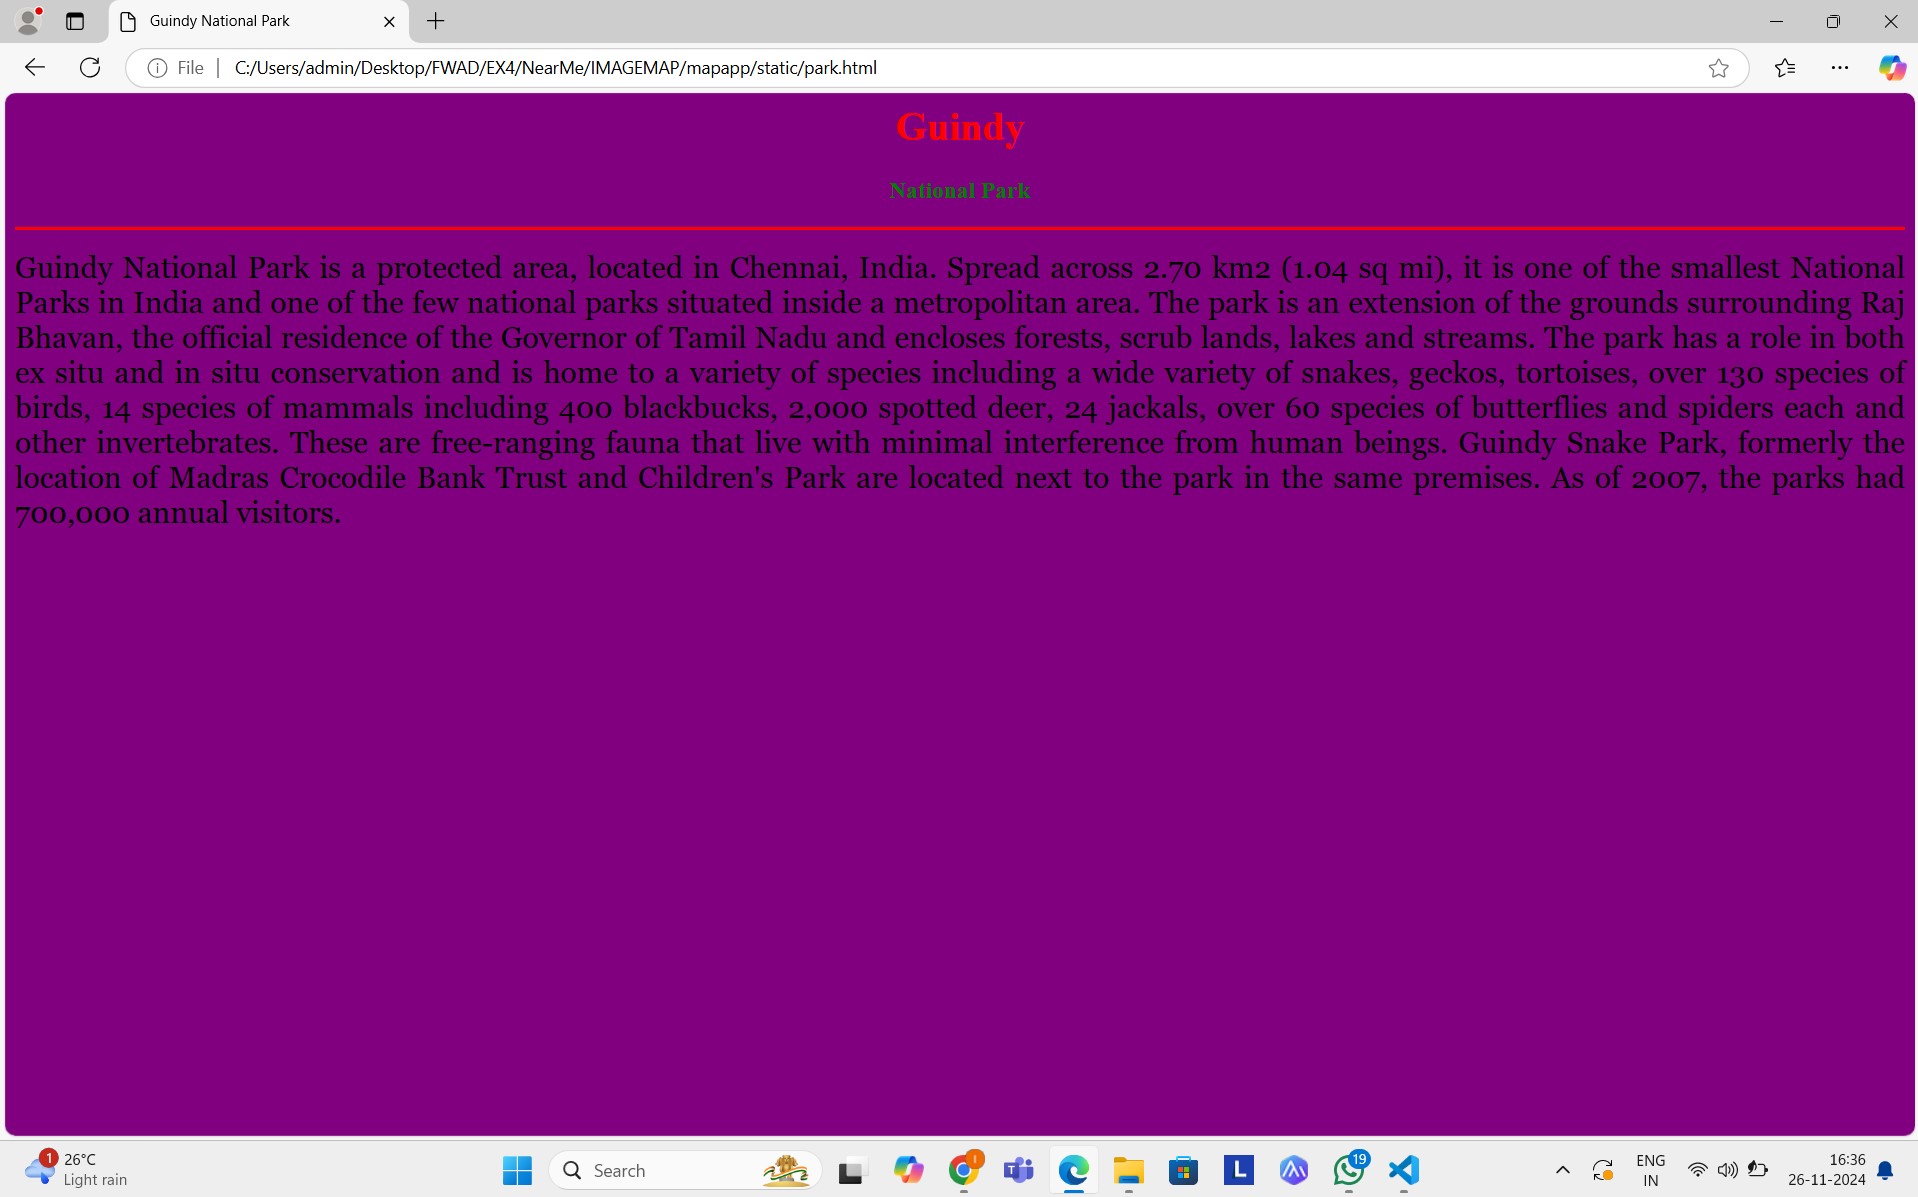 Guindy National Park
File
C:/Users/admin/Desktop/FWAD/EX4/NearMe/IMAGEMAP/mapapp/static/park.html
Guindy
National Park
Guindy National Park is a protected area, located in Chennai, India. Spread across 2.70 km2 (1.04 sq mi), it is one of the smallest National
Parks in India and one of the few national parks situated inside a metropolitan area. The park is an extension of the grounds surrounding Raj
Bhavan, the official residence of the Governor of Tamil Nadu and encloses forests, scrub lands, lakes and streams. The park has a role in both
ex situ and in situ conservation and is home to a variety of species including a wide variety of snakes, geckos, tortoises, over 130 species of
birds, 14 species of mammals including 400 blackbucks, 2,000 spotted deer, 24 jackals, over 60 species of butterflies and spiders each and
other invertebrates. These are free-ranging fauna that live with minimal interference from human beings. Guindy Snake Park, formerly the
location of Madras Crocodile Bank Trust and Children's Park are located next to the park in the same premises. As of 2007, the parks had
700,000 annual visitors.
1
26°C
Light rain
Search
I
T
L
19
ENG
IN
16:36
26-11-2024